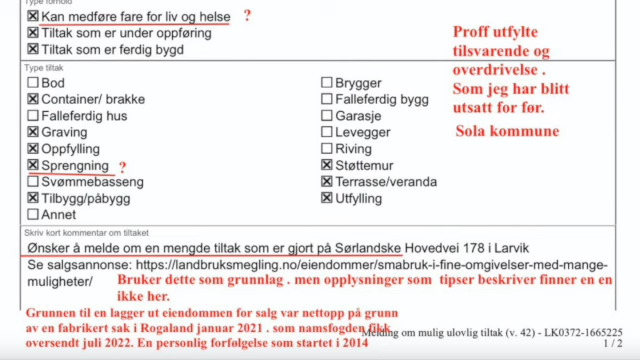 Type forhold
☒ Kan medføre fare for liv og helse ?
☒ Tiltak som er under oppføring
☒ Tiltak som er ferdig bygd
Proff utfylte
tilsvarende og
overdrivelse .
Som jeg har blitt
utsatt for før.
Sola kommune
Type tiltak
☐ Bod
☒ Container/ brakke
☐ Falleferdig hus
☒ Graving
☒ Oppfylling
☒ Sprengning ?
☐ Svømmebasseng
☒ Tilbygg/påbygg
☐ Annet
☐ Brygger
☐ Falleferdig bygg
☐ Garasje
☐ Levegger
☐ Riving
☒ Støttemur
☒ Terrasse/veranda
☒ Utfylling
Skriv kort kommentar om tiltaket
Ønsker å melde om en mengde tiltak som er gjort på Sørlandske Hovedvei 178 i Larvik
Se salgsannonse: https://landbruksmegling.no/eiendommer/smabruk-i-fine-omgivelser-med-mange-
muligheter/
Bruker dette som grunnlag . men opplysninger som tipser beskriver finner en en
ikke her.
Grunnen til en lagger ut eiendommen for salg var nettopp på grunn
av en fabrikert sak i Rogaland januar 2021 . som namsfogden fikk
oversendt juli 2022. En personlig forfølgelse som startet i 2014
Melding om mulig ulovlig tiltak (v. 42) - LK0372-1665225
1 / 2